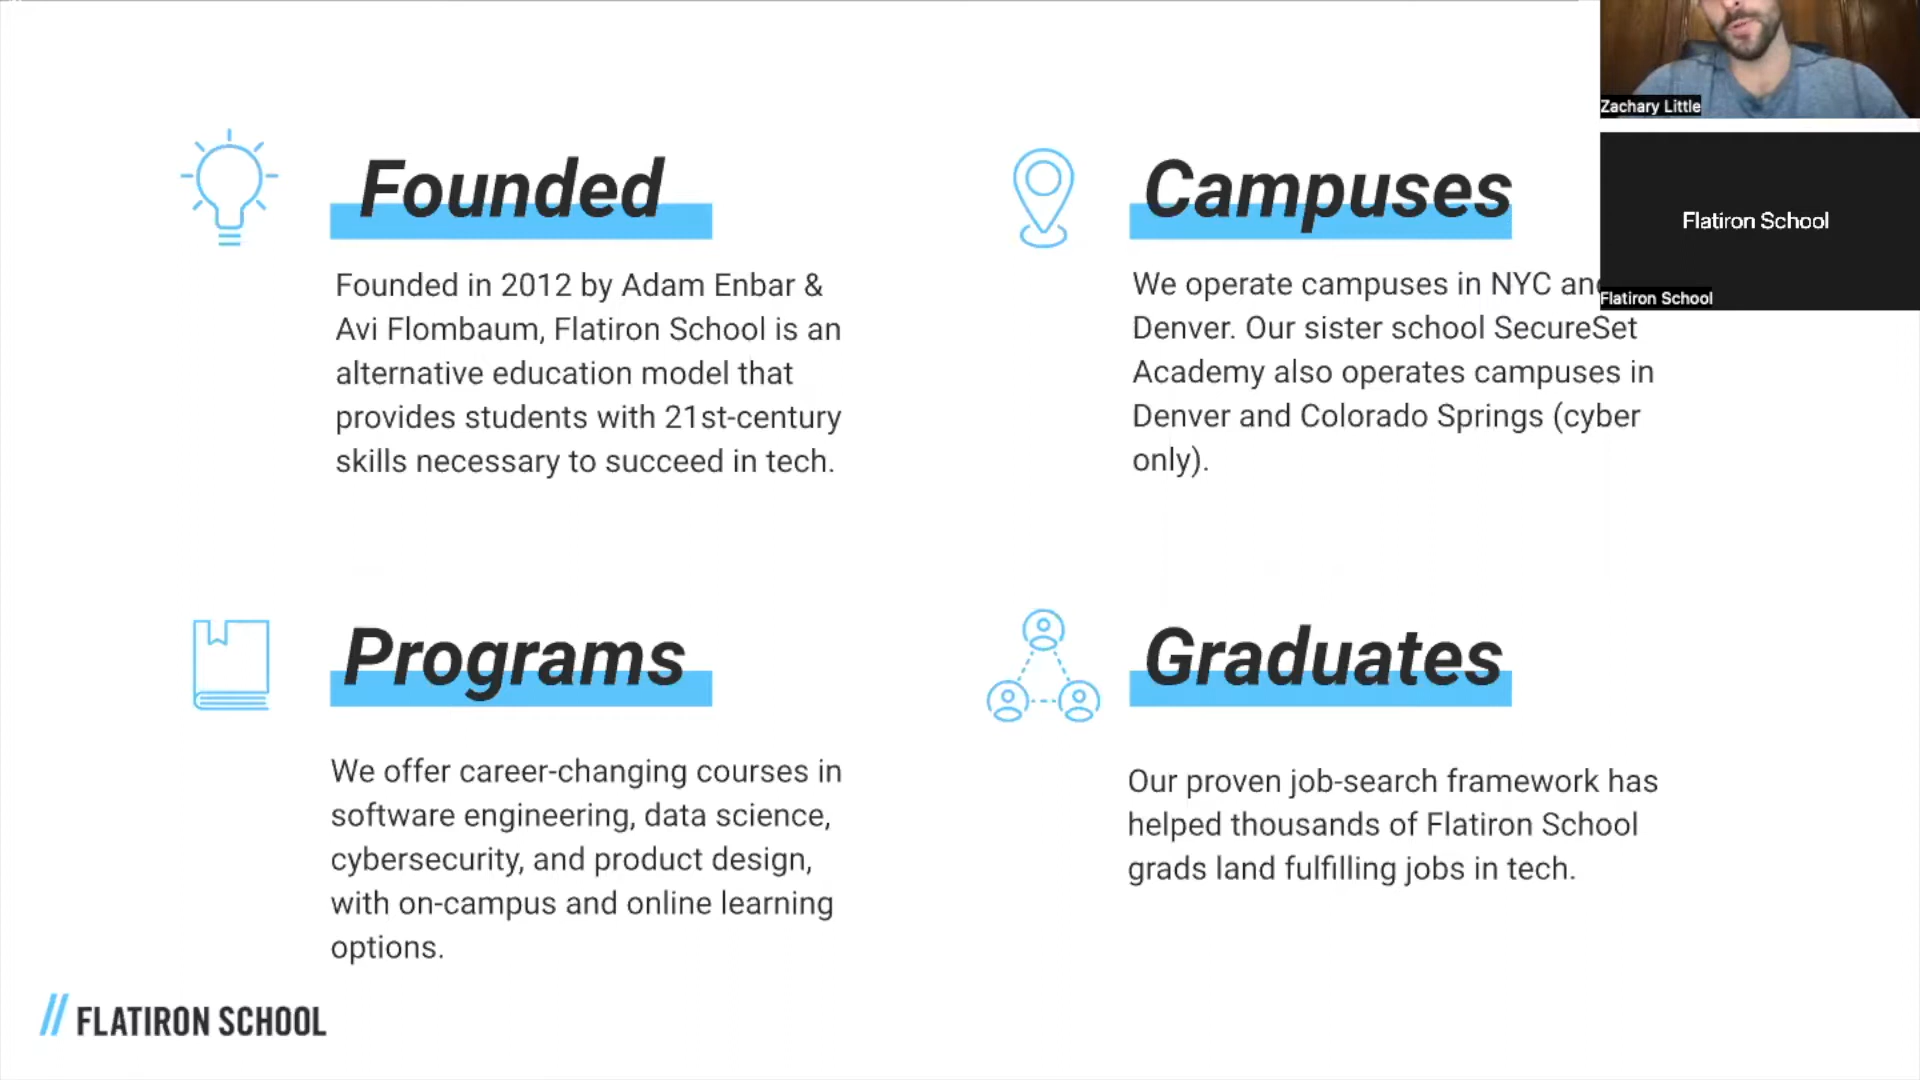 Founded
Founded in 2012 by Adam Enbar &
Avi Flombaum, Flatiron School is an
alternative education model that
provides students with 21st-century
skills necessary to succeed in tech.
Campuses
We operate campuses in NYC and
Denver. Our sister school SecureSet
Academy also operates campuses in
Denver and Colorado Springs (cyber
only).
Programs
We offer career-changing courses in
software engineering, data science,
cybersecurity, and product design,
with on-campus and online learning
options.
Graduates
Our proven job-search framework has
helped thousands of Flatiron School
grads land fulfilling jobs in tech.
// FLATIRON SCHOOL
Zachary Little
Flatiron School
Flatiron School